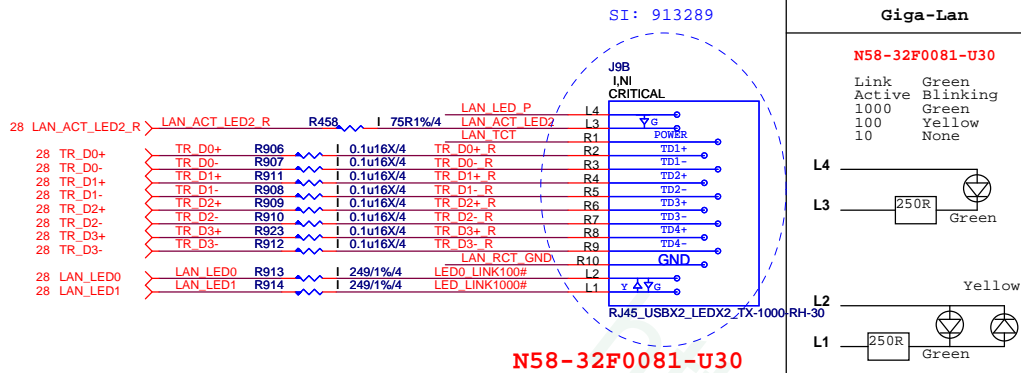 SI: 913289
Giga-Lan
N58-32F0081-U30
Link Green
Active Blinking
1000 Green
100 Yellow
10 None
J9B
I,NI
CRITICAL
LAN_LED_P L4
28 LAN_ACT_LED2_R LAN_ACT_LED2_R R458 I 75R1%/4 LAN_ACT_LED2 L3 G
LAN_TCT R1 POWER
28 TR_D0+ TR_D0+ R906 I 0.1u16X/4 TR_D0+_R R2 TD1+
28 TR_D0- TR_D0- R907 I 0.1u16X/4 TR_D0-_R R3 TD1-
28 TR_D1+ TR_D1+ R911 I 0.1u16X/4 TR_D1+_R R4 TD2+
28 TR_D1- TR_D1- R908 I 0.1u16X/4 TR_D1-_R R5 TD2-
28 TR_D2+ TR_D2+ R909 I 0.1u16X/4 TR_D2+_R R6 TD3+
28 TR_D2- TR_D2- R910 I 0.1u16X/4 TR_D2-_R R7 TD3-
28 TR_D3+ TR_D3+ R923 I 0.1u16X/4 TR_D3+_R R8 TD4+
28 TR_D3- TR_D3- R912 I 0.1u16X/4 TR_D3-_R R9 TD4-
LAN_RCT_GND R10 GND
28 LAN_LED0 LAN_LED0 R913 I 249/1%/4 LED0_LINK100# L2
28 LAN_LED1 LAN_LED1 R914 I 249/1%/4 LED_LINK1000# L1 Y G
RJ45_USBX2_LEDX2_TX-1000-RH-30
N58-32F0081-U30
L4
L3 250R
Green
Yellow
L2
L1 250R
Green